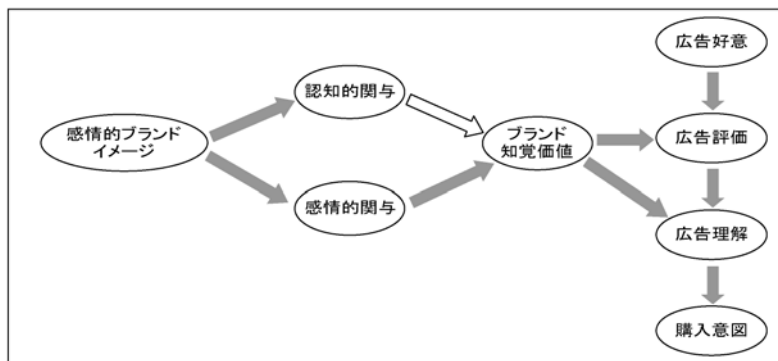 広告好意
認知的関与
感情的ブランド
イメージ
ブランド
知覚価値
広告評価
感情的関与
広告理解
購入意図